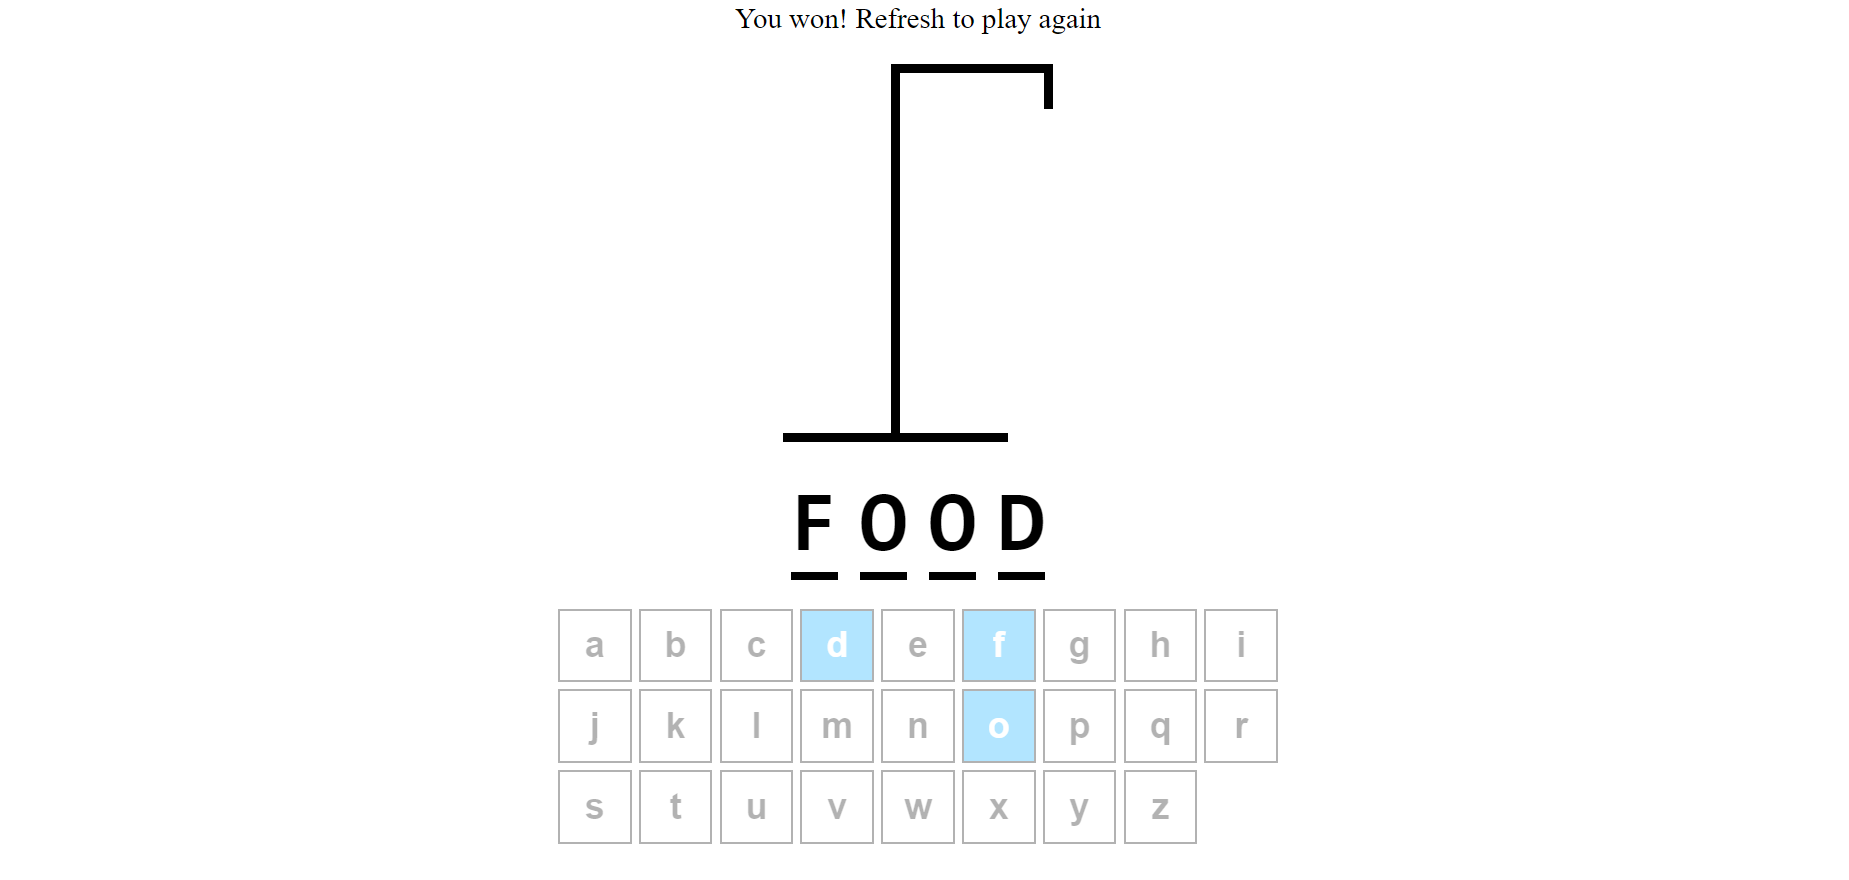 You won! Refresh to play again
F O O D
a b c d e f g h i
j k l m n o p q r
s t u v w x y z